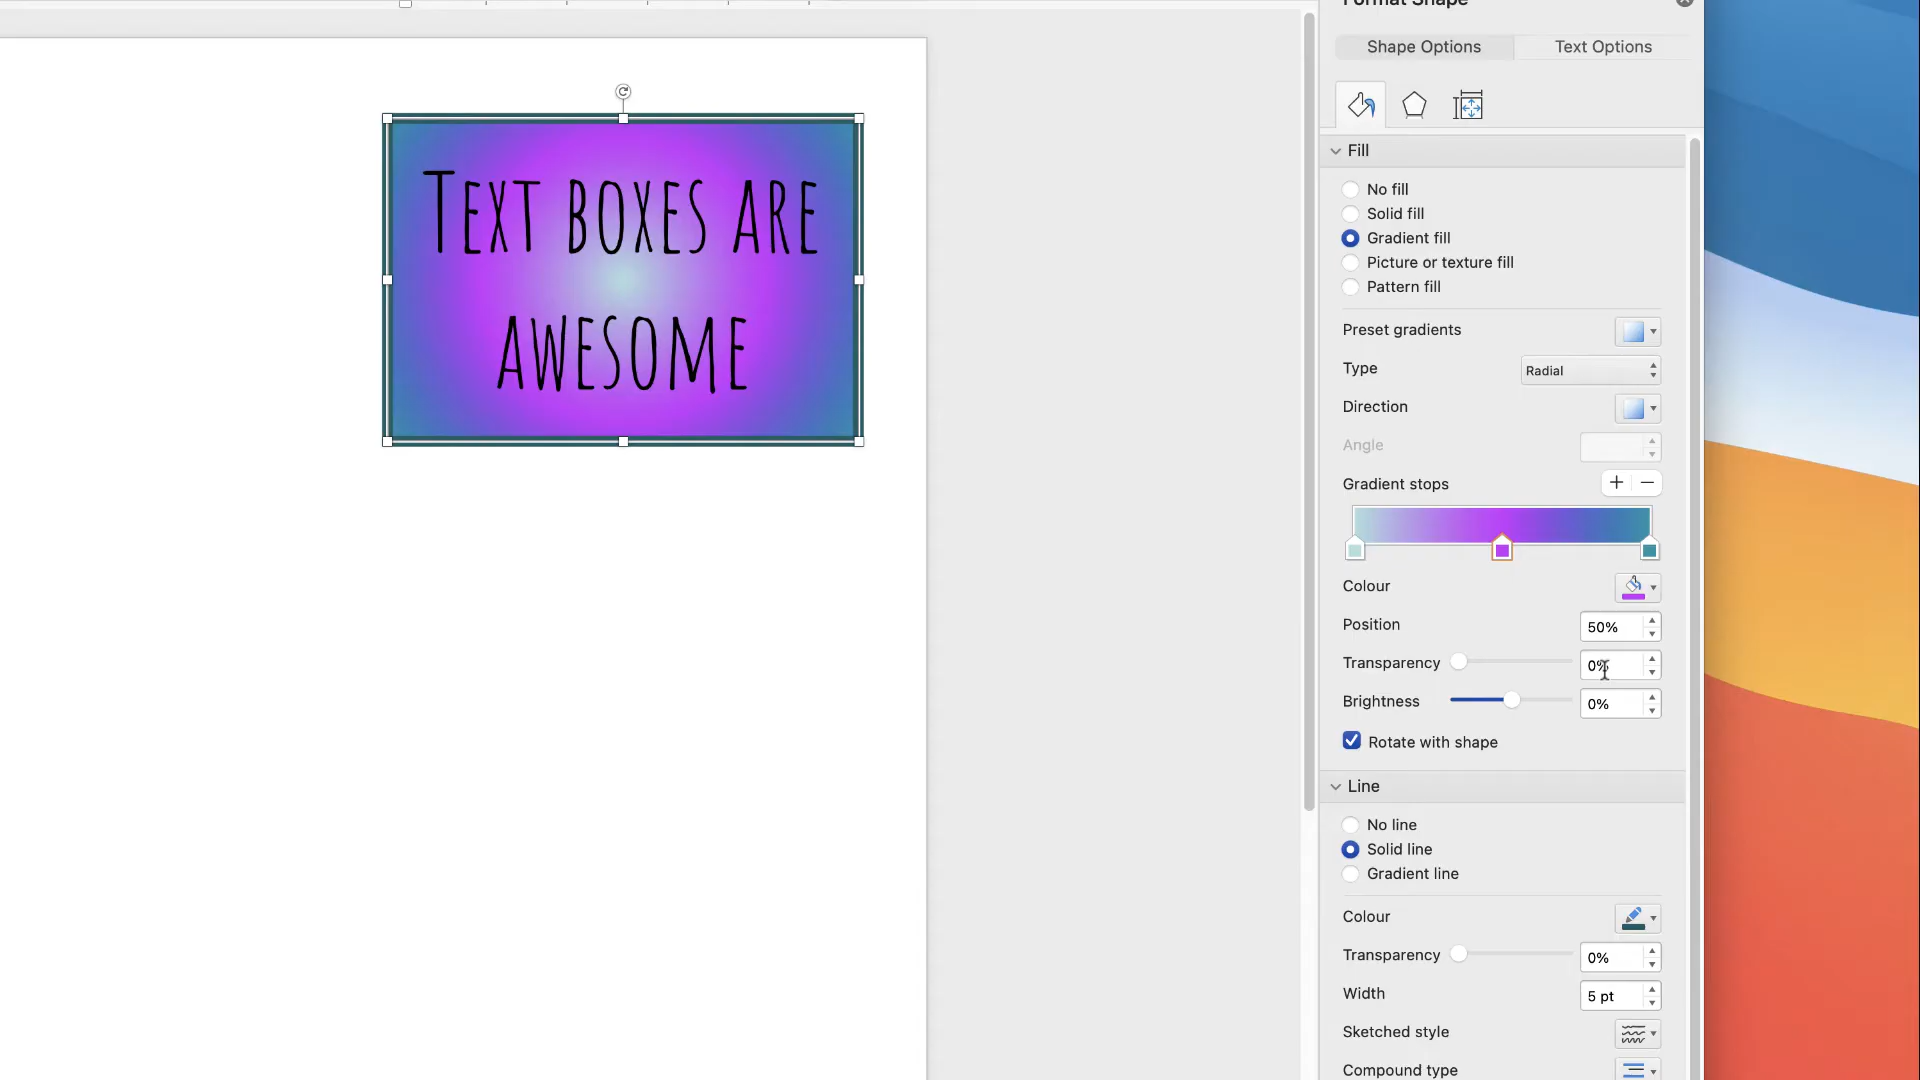 Format Shape
Shape Options Text Options
Fill
No fill
Solid fill
Gradient fill
Picture or texture fill
Pattern fill
Preset gradients
Type Radial
Direction
Angle
Gradient stops
Colour
Position 50%
Transparency 0%
Brightness 0%
Rotate with shape
Line
No line
Solid line
Gradient line
Colour
Transparency 0%
Width 5 pt
Sketched style
Compound type
TEXT BOXES ARE
AWESOME